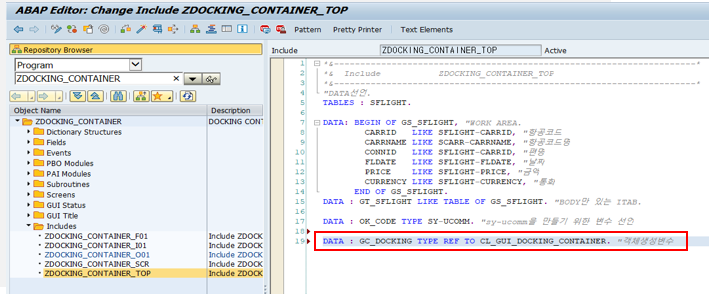 ABAP Editor: Change Include ZDOCKING_CONTAINER_TOP
Pattern Pretty Printer Text Elements
Repository Browser
Program
ZDOCKING_CONTAINER
Object Name Description
ZDOCKING_CONTAINER DOCKING CONT
Dictionary Structures
Fields
Events
PBO Modules
PAI Modules
Subroutines
Screens
GUI Status
GUI Title
Includes
ZDOCKING_CONTAINER_F01 Include ZDOCK
ZDOCKING_CONTAINER_I01 Include ZDOCK
ZDOCKING_CONTAINER_O01 Include ZDOCK
ZDOCKING_CONTAINER_SCR Include ZDOCK
ZDOCKING_CONTAINER_TOP Include ZDOCK
Include ZDOCKING_CONTAINER_TOP Active
1 *&---------------------------------------------------------------------*
2 *& Include ZDOCKING_CONTAINER_TOP
3 *&---------------------------------------------------------------------*
4 "DATA선언.
5 TABLES : SFLIGHT.
6
7 DATA: BEGIN OF GS_SFLIGHT, "WORK AREA.
8 CARRID LIKE SFLIGHT-CARRID, "항공코드
9 CARRNAME LIKE SCARR-CARRNAME, "항공코드명
10 CONNID LIKE SFLIGHT-CONNID, "편명
11 FLDATE LIKE SFLIGHT-FLDATE, "날짜
12 PRICE LIKE SFLIGHT-PRICE, "금액
13 CURRENCY LIKE SFLIGHT-CURRENCY, "통화
14 END OF GS_SFLIGHT.
15 DATA : GT_SFLIGHT LIKE TABLE OF GS_SFLIGHT. "BODY만 있는 ITAB.
16
17 DATA : OK_CODE TYPE SY-UCOMM. "sy-ucomm을 만들기 위한 변수 선언
18
19 DATA : GC_DOCKING TYPE REF TO CL_GUI_DOCKING_CONTAINER. "객체생성변수